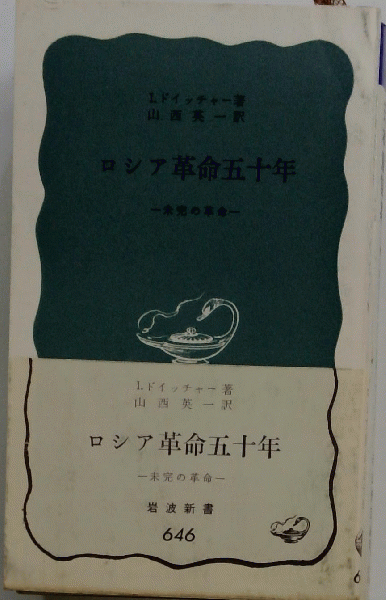 I.ドイッチャー著
山西英一訳
ロシア革命五十年
―未完の革命―
I.ドイッチャー著
山西英一訳
ロシア革命五十年
―未完の革命―
岩波新書
646
6